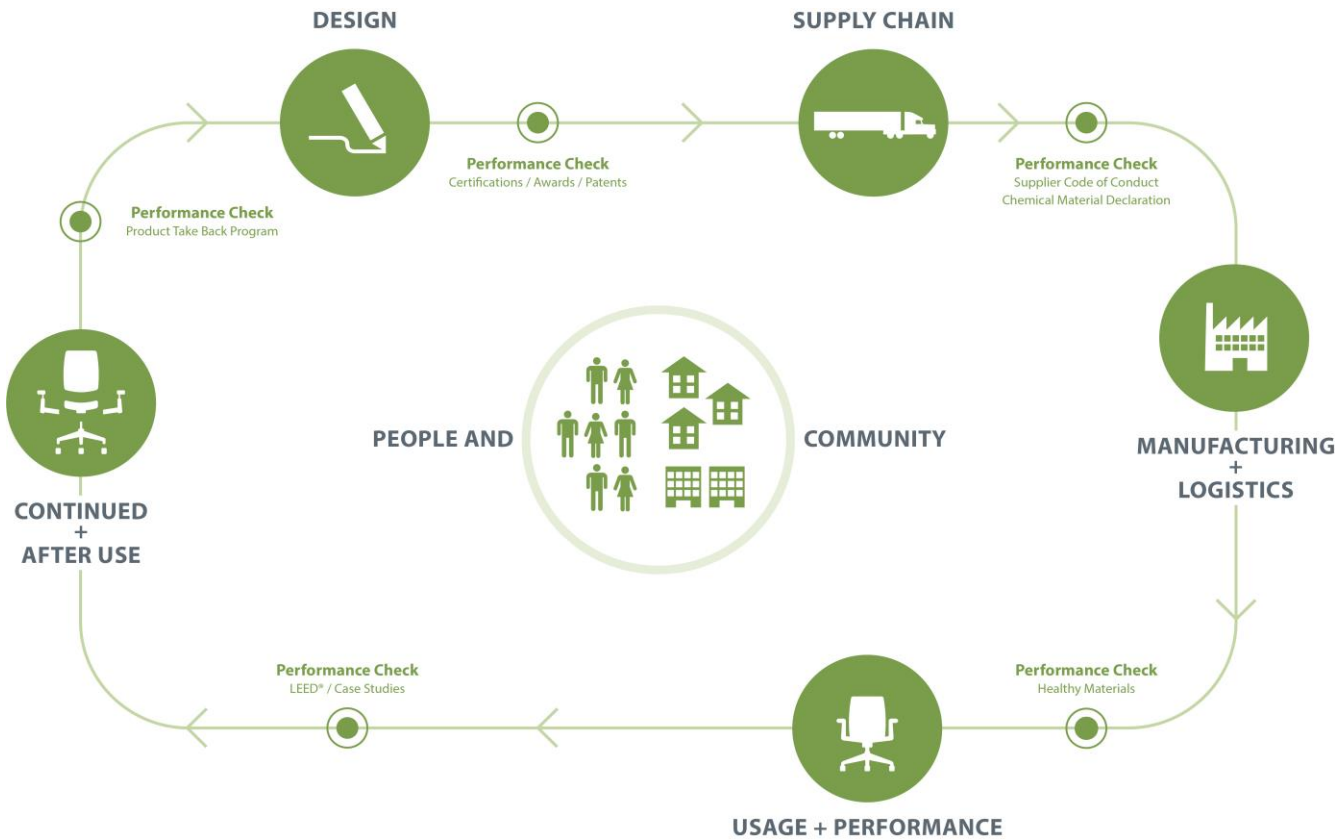 DESIGN
SUPPLY CHAIN
Performance Check
Certifications / Awards / Patents
Performance Check
Supplier Code of Conduct
Chemical Material Declaration
Performance Check
Product Take Back Program
PEOPLE AND
COMMUNITY
MANUFACTURING
+
LOGISTICS
CONTINUED
+
AFTER USE
Performance Check
LEED® / Case Studies
Performance Check
Healthy Materials
USAGE + PERFORMANCE